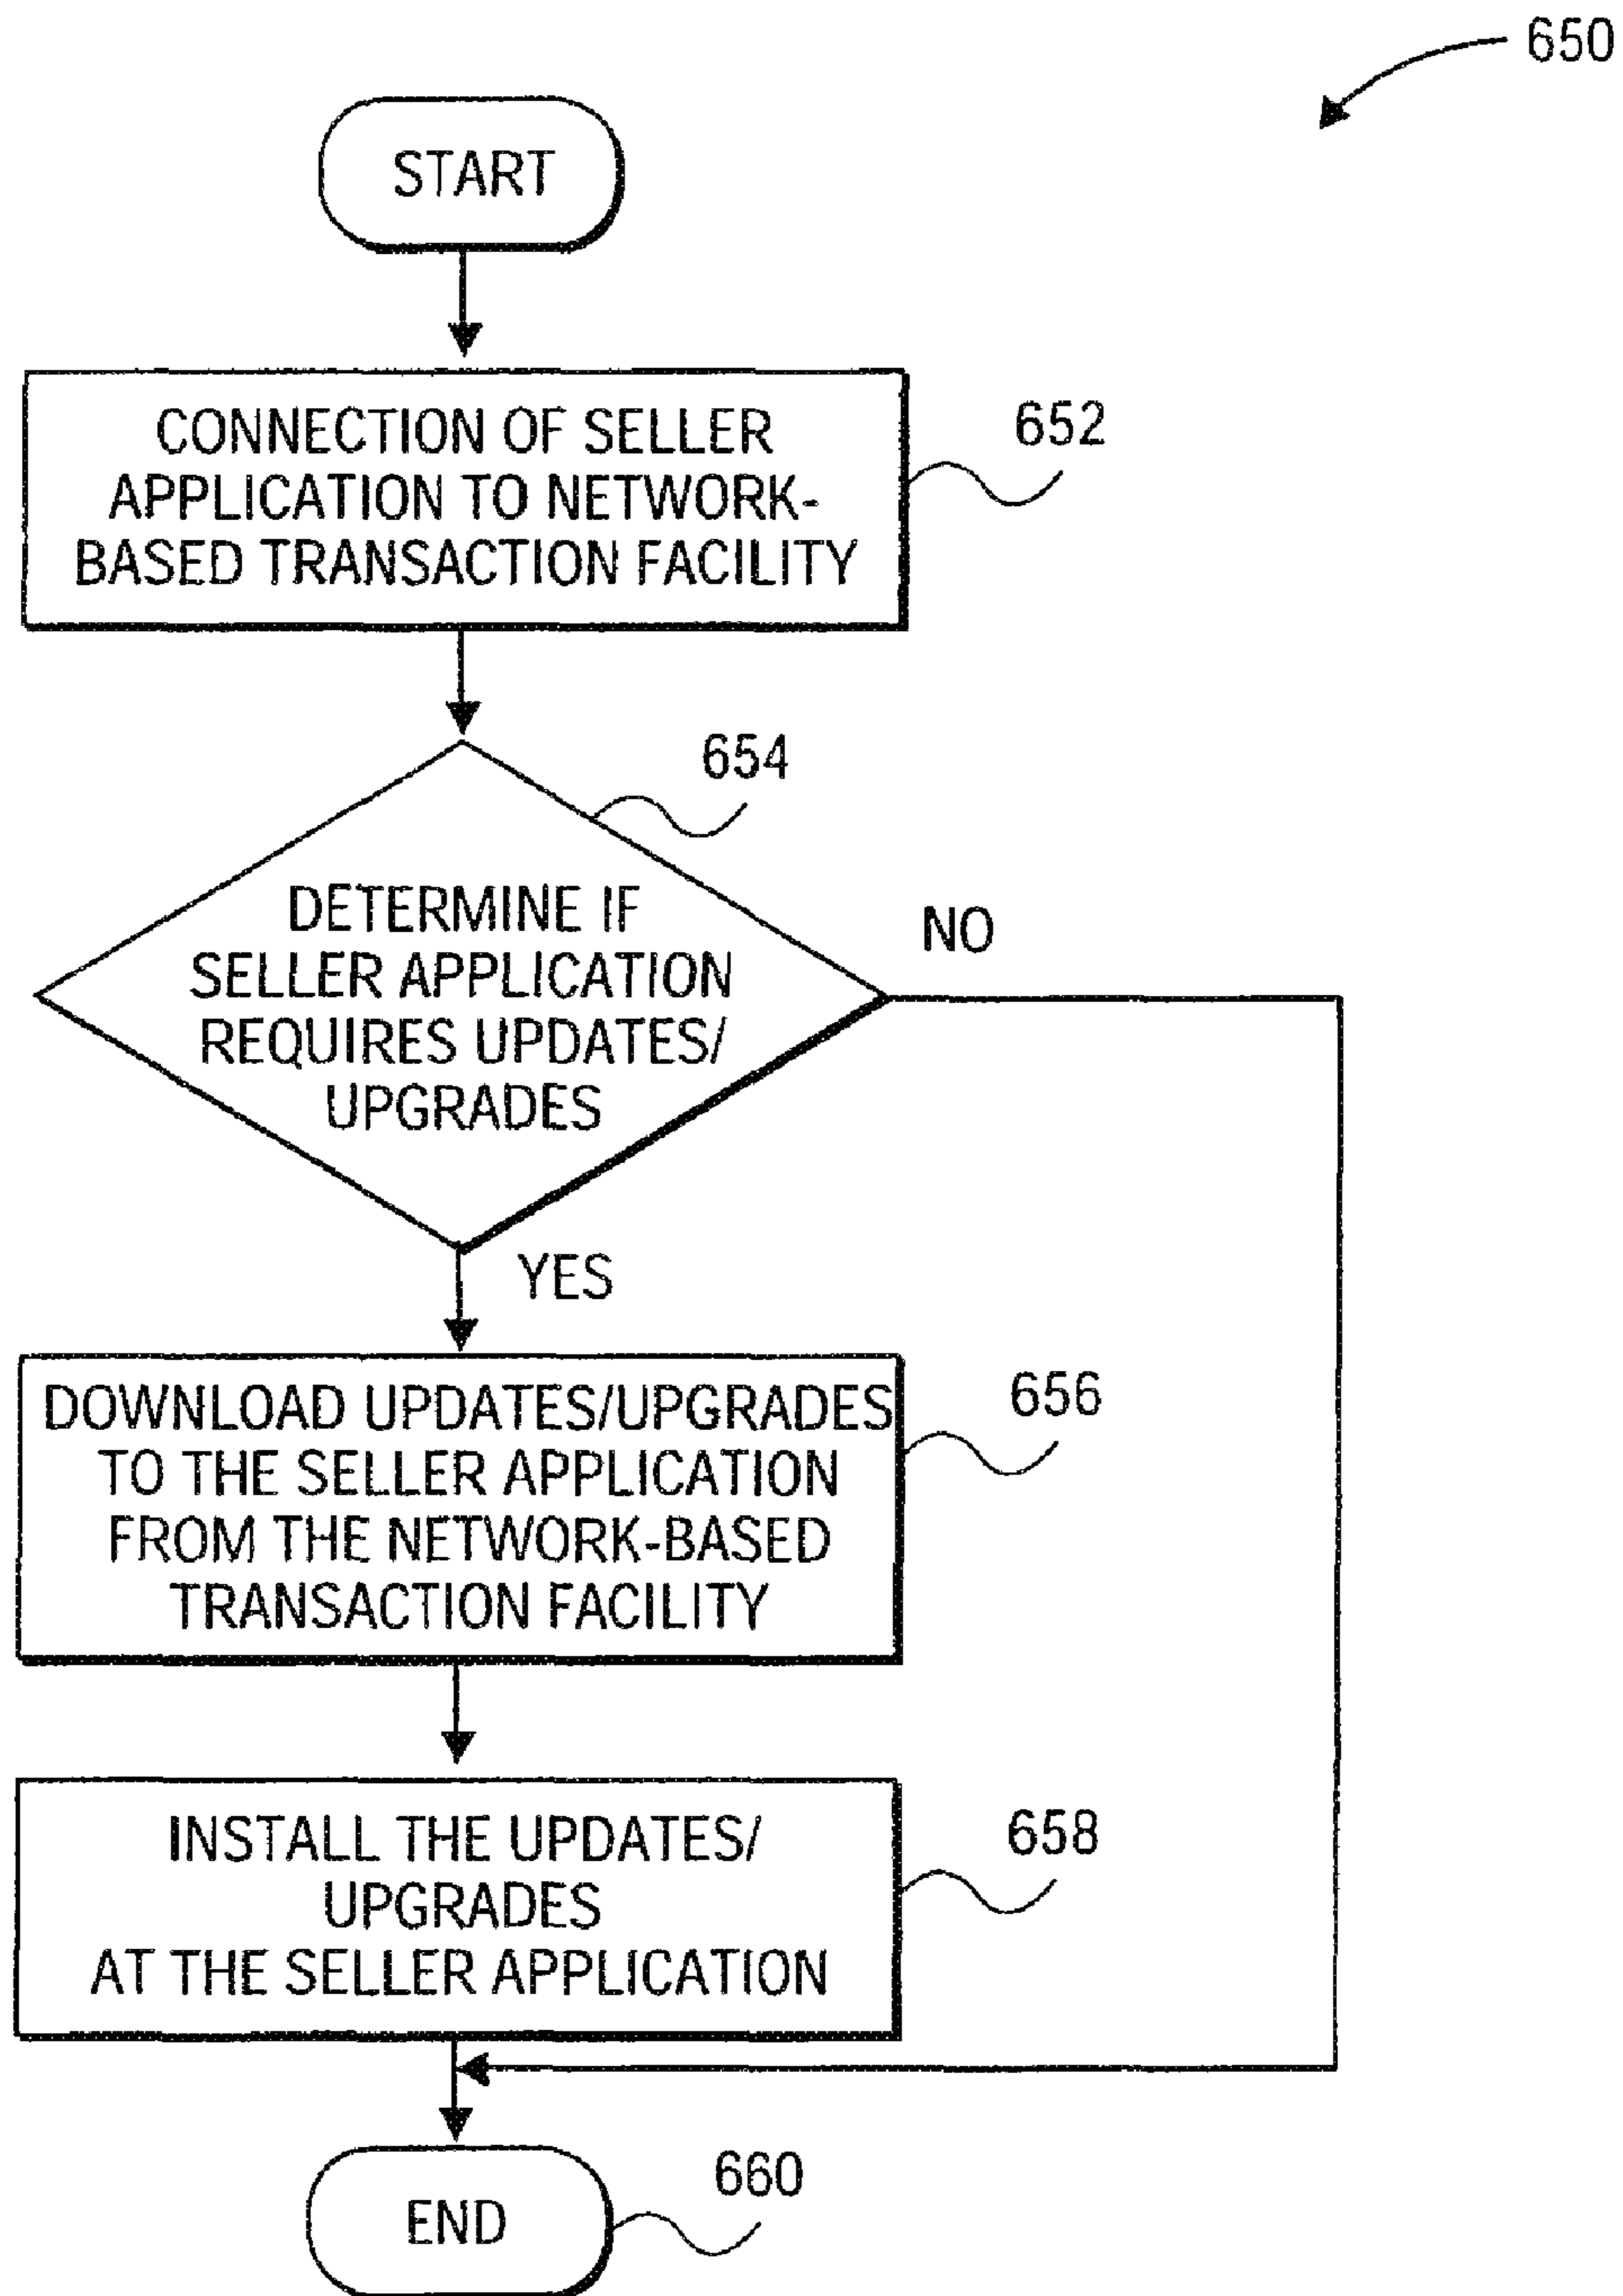 650
START
CONNECTION OF SELLER
APPLICATION TO NETWORK-
BASED TRANSACTION FACILITY
652
654
DETERMINE IF
SELLER APPLICATION
REQUIRES UPDATES/
UPGRADES
NO
YES
DOWNLOAD UPDATES/UPGRADES
TO THE SELLER APPLICATION
FROM THE NETWORK-BASED
TRANSACTION FACILITY
656
INSTALL THE UPDATES/
UPGRADES
AT THE SELLER APPLICATION
658
END
660